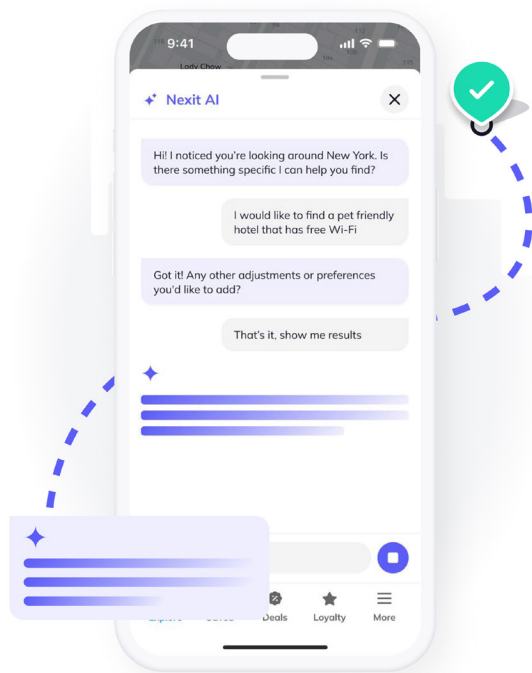 9:41
Lody Chow
Nexit AI
Hi! I noticed you're looking around New York. Is
there something specific I can help you find?
I would like to find a pet friendly
hotel that has free Wi-Fi
Got it! Any other adjustments or preferences
you'd like to add?
That's it, show me results
Deals
Loyalty
More